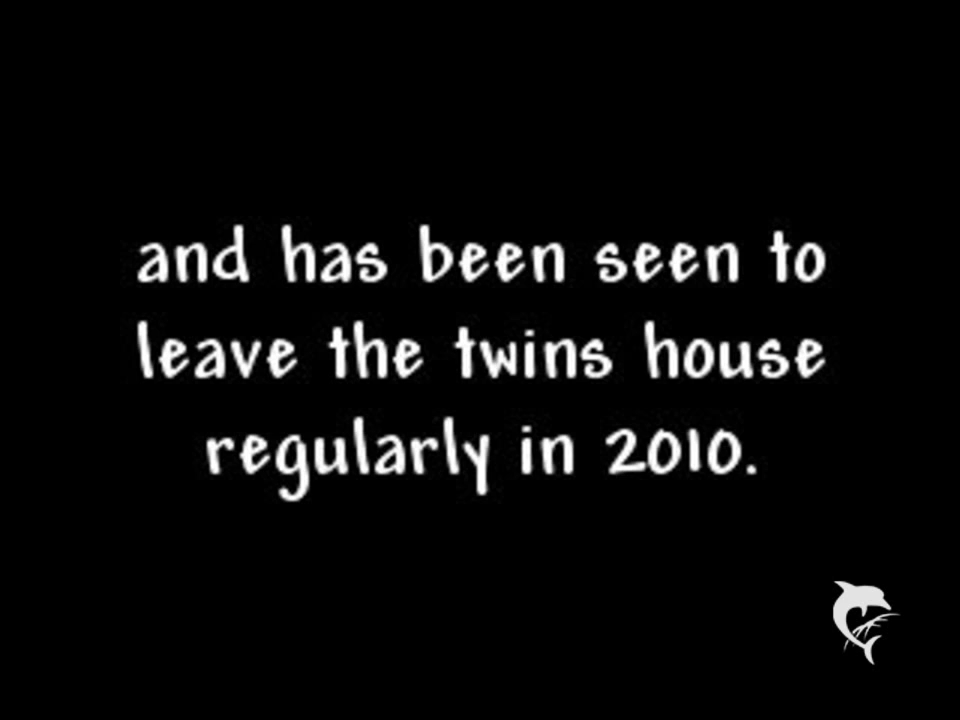 and has been seen to
leave the twins house
regularly in 2010.